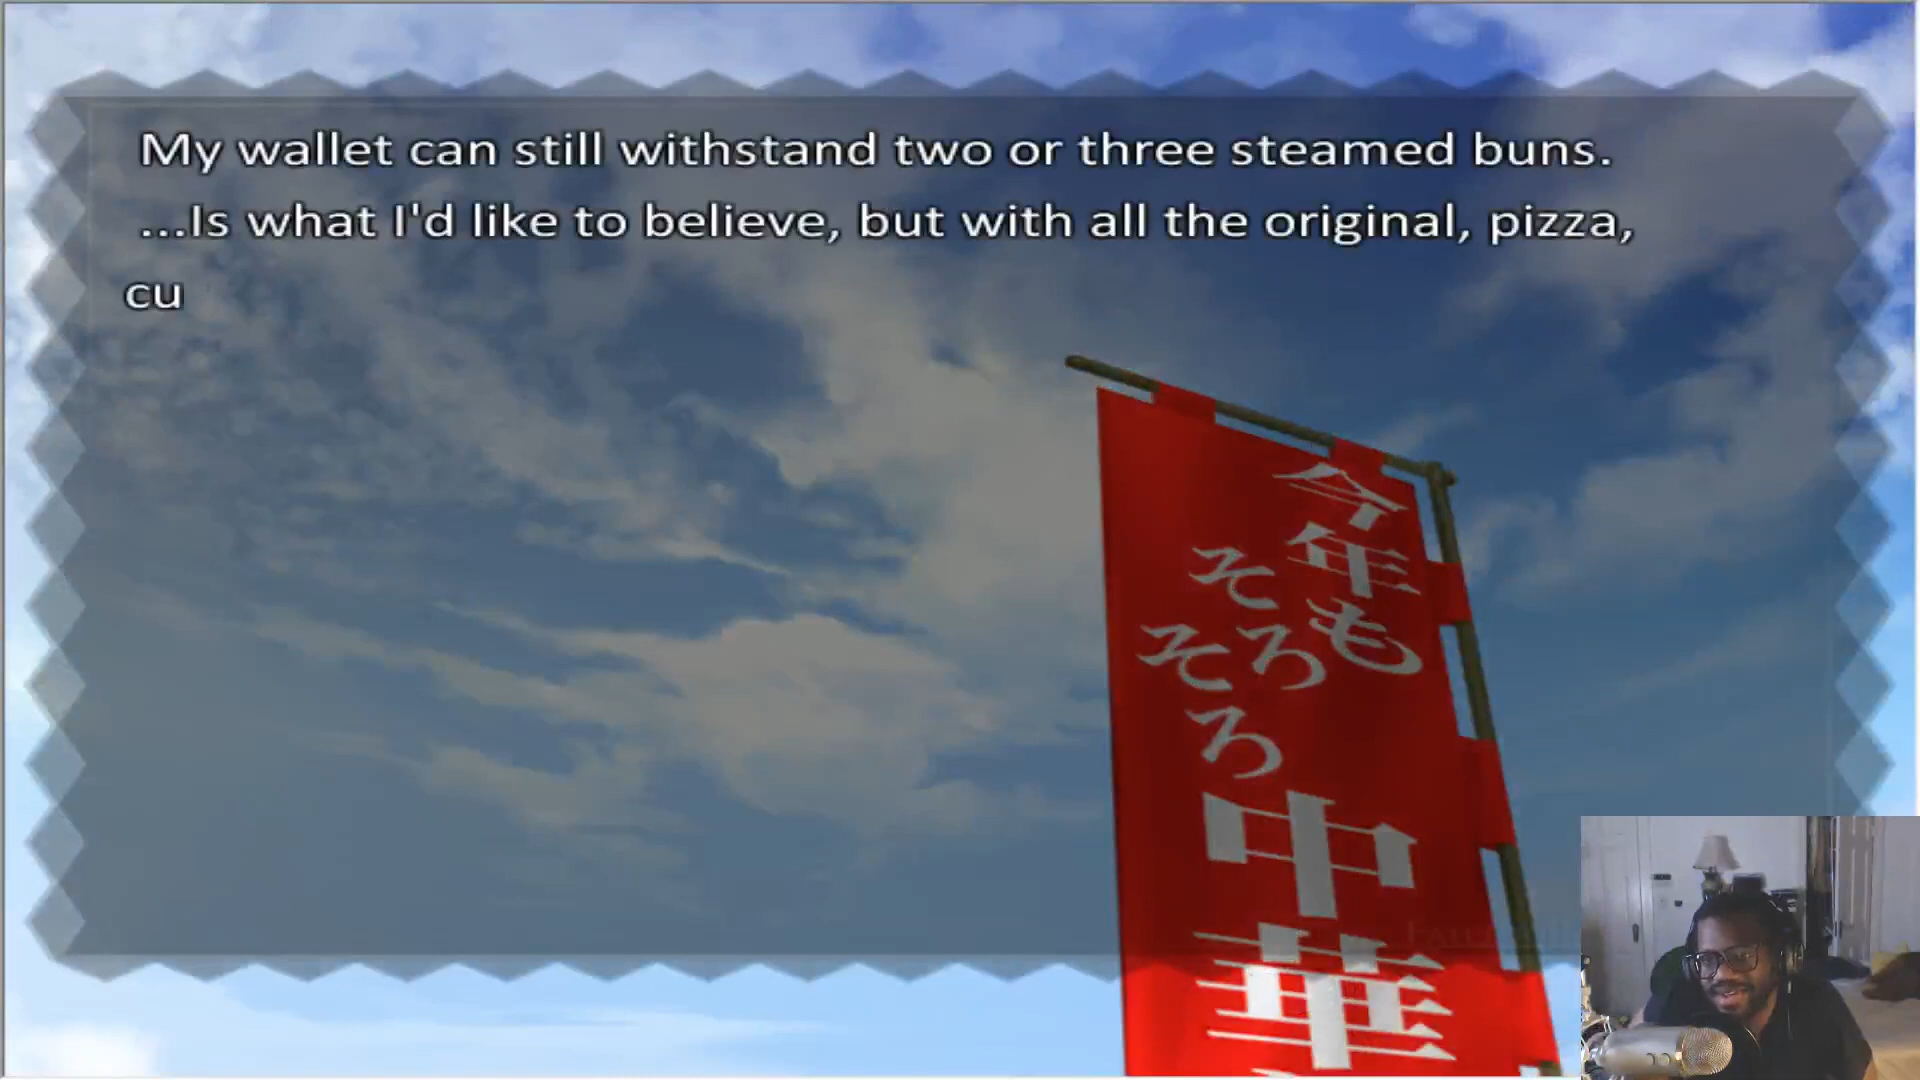 My wallet can still withstand two or three steamed buns.
...Is what I'd like to believe, but with all the original, pizza,
cu
今年も
そろ
そろ
中華